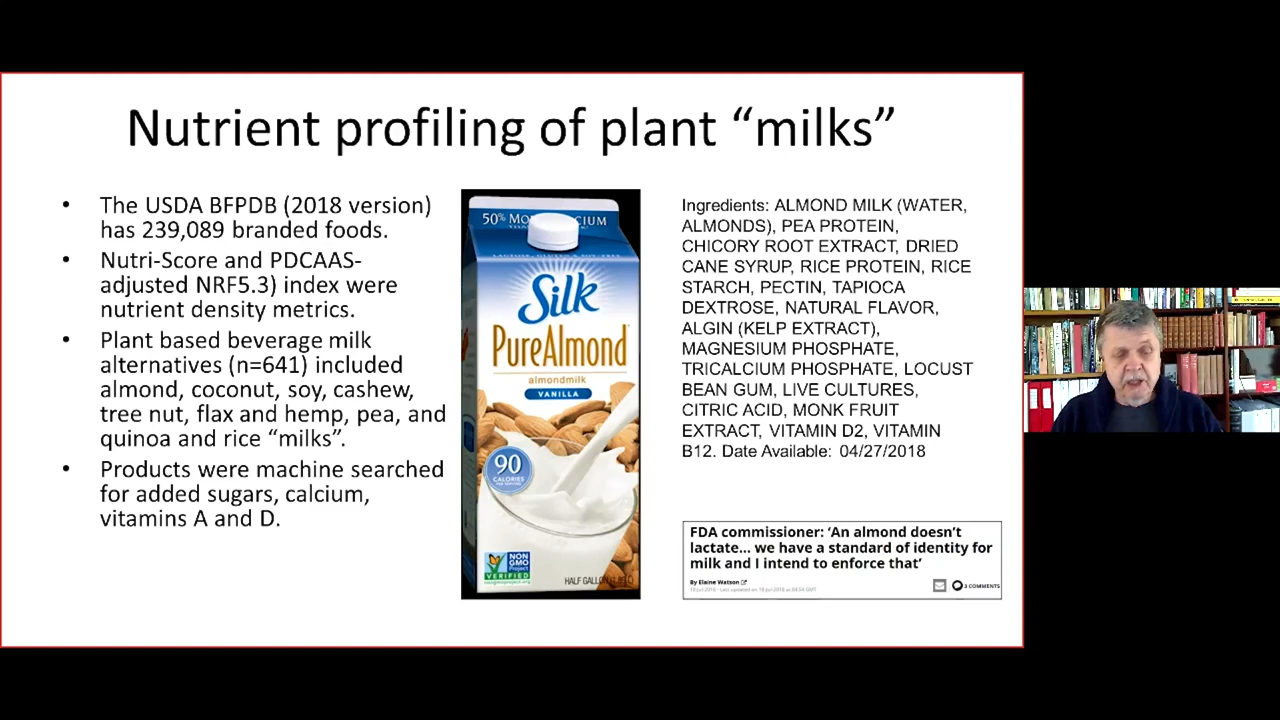 Nutrient profiling of plant “milks”
• The USDA BFPDB (2018 version)
has 239,089 branded foods.
• Nutri-Score and PDCAAS-
adjusted NRF5.3) index were
nutrient density metrics.
• Plant based beverage milk
alternatives (n=641) included
almond, coconut, soy, cashew,
tree nut, flax and hemp, pea, and
quinoa and rice “milks”.
• Products were machine searched
for added sugars, calcium,
vitamins A and D.
50%
Silk
PureAlmond
almondmilk
VANILLA
90
CALORIES
PER SERVING
NON
GMO
Project
VERIFIED
HALF GALLON
Ingredients: ALMOND MILK (WATER,
ALMONDS), PEA PROTEIN,
CHICORY ROOT EXTRACT, DRIED
CANE SYRUP, RICE PROTEIN, RICE
STARCH, PECTIN, TAPIOCA
DEXTROSE, NATURAL FLAVOR,
ALGIN (KELP EXTRACT),
MAGNESIUM PHOSPHATE,
TRICALCIUM PHOSPHATE, LOCUST
BEAN GUM, LIVE CULTURES,
CITRIC ACID, MONK FRUIT
EXTRACT, VITAMIN D2, VITAMIN
B12. Date Available: 04/27/2018
FDA commissioner: ‘An almond doesn’t
lactate... we have a standard of identity for
milk and I intend to enforce that’
By Elaine Watson
3 COMMENTS